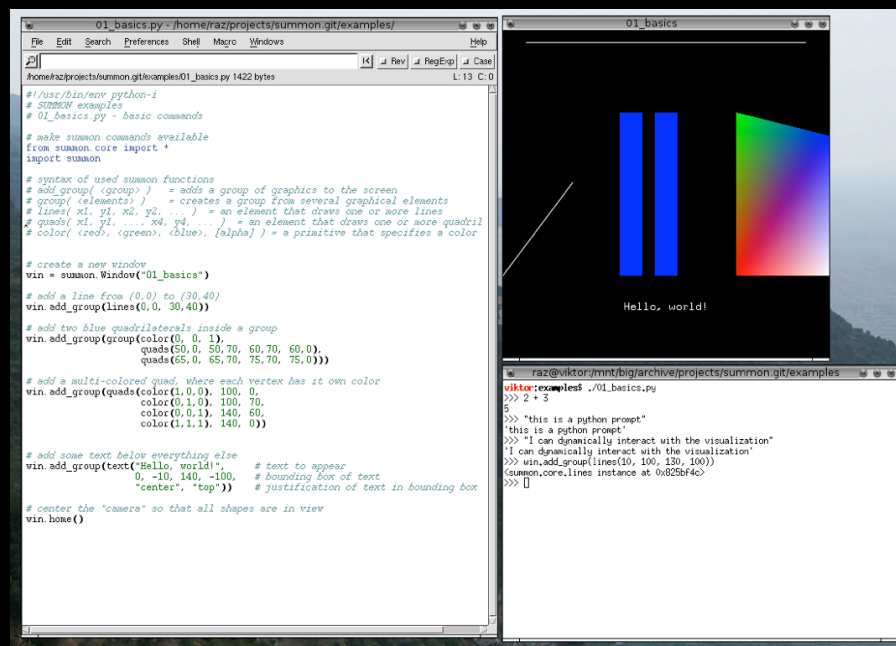 01_basics.py - /home/raz/projects/summon.git/examples/
File Edit Search Preferences Shell Macro Windows Help
Rev RegExp Case
/home/raz/projects/summon.git/examples/01_basics.py 1422 bytes L: 13 C: 0
#!/usr/bin/env python-i
# SUMMON examples
# 01_basics.py - basic commands
# make summon commands available
from summon.core import *
import summon
# syntax of used summon functions
# add_group( <group> ) = adds a group of graphics to the screen
# group( <elements> ) = creates a group from several graphical elements
# lines( x1, y1, x2, y2, ... ) = an element that draws one or more lines
# quads( x1, y1, ..., x4, y4, ... ) = an element that draws one or more quadril
# color( <red>, <green>, <blue>, [alpha] ) = a primitive that specifies a color
# create a new window
win = summon.Window("01_basics")
# add a line from (0,0) to (30,40)
win.add_group(lines(0,0, 30,40))
# add two blue quadrilaterals inside a group
win.add_group(group(color(0, 0, 1),
quads(50,0, 50,70, 60,70, 60,0),
quads(65,0, 65,70, 75,70, 75,0)))
# add a multi-colored quad, where each vertex has it own color
win.add_group(quads(color(1,0,0), 100, 0,
color(0,1,0), 100, 70,
color(0,0,1), 140, 60,
color(1,1,1), 140, 0))
# add some text below everything else
win.add_group(text("Hello, world!", # text to appear
0, -10, 140, -100, # bounding box of text
"center", "top")) # justification of text in bounding box
# center the "camera" so that all shapes are in view
win.home()
01_basics
Hello, world!
raz@viktor:/mnt/big/archive/projects/summon.git/examples
viktor:examples$ ./01_basics.py
>>> 2 + 3
5
>>> "this is a python prompt"
'this is a python prompt'
>>> "I can dynamically interact with the visualization"
'I can dynamically interact with the visualization'
>>> win.add_group(lines(10, 100, 130, 100))
<summon.core.lines instance at 0x825bf4c>
>>>